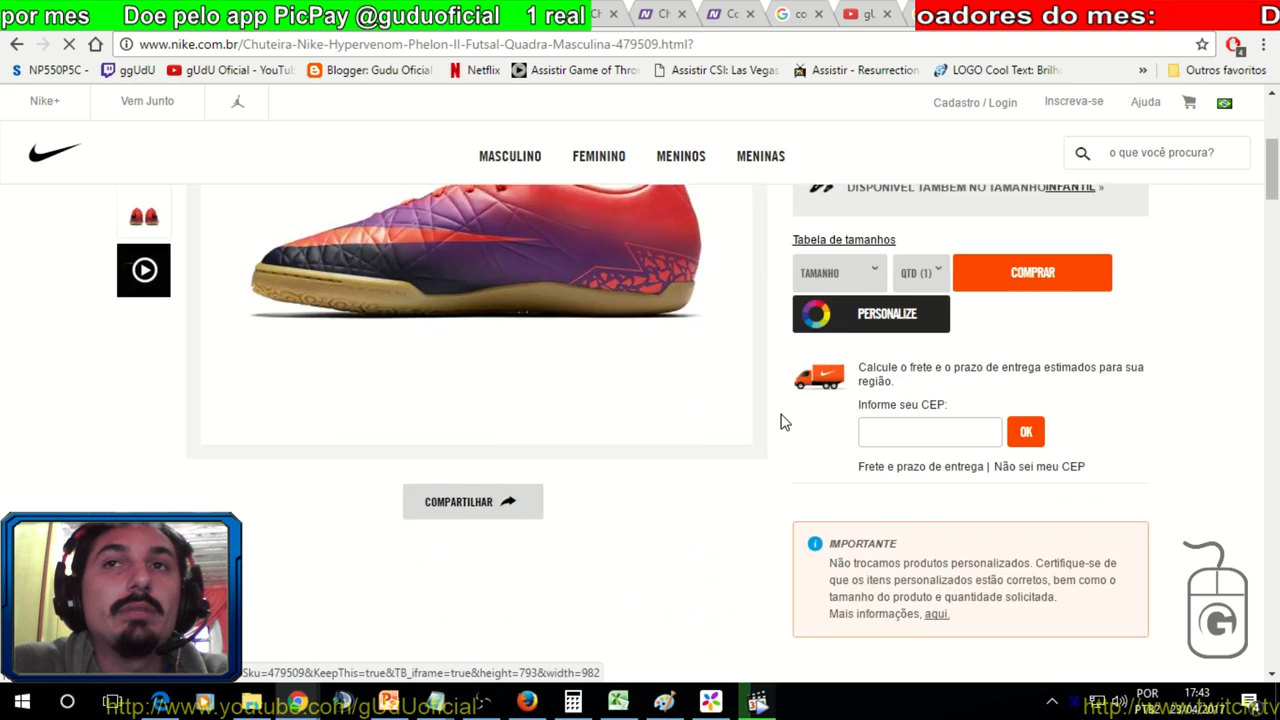 por mes Doe pelo app PicPay @guduoficial 1 real
oadores do mes: D
gU
www.nike.com.br/Chuteira-Nike-Hypervenom-Phelon-II-Futsal-Quadra-Masculina-479509.html?
NP550P5C - ggUdU gUdU Oficial - YouTu Blogger: Gudu Oficial Netflix Assistir Game of Thro Assistir CSI: Las Vegas Assistir - Resurrection LOGO Cool Text: Brilh » Outros favoritos
Nike+ Vem Junto Cadastro / Login Inscreva-se Ajuda
MASCULINO FEMININO MENINOS MENINAS o que você procura?
DISPONÍVEL TAMBÉM NO TAMANHO INFANTIL »
Tabela de tamanhos
TAMANHO QTD (1) COMPRAR
PERSONALIZE
Calcule o frete e o prazo de entrega estimados para sua
região.
Informe seu CEP:
OK
Frete e prazo de entrega | Não sei meu CEP
COMPARTILHAR
IMPORTANTE
Não trocamos produtos personalizados. Certifique-se de
que os itens personalizados estão corretos, bem como o
tamanho do produto e quantidade solicitada.
Mais informações, aqui.
G
Sku=479509&KeepThis=true&TB_iframe=true&height=793&width=982
POR 17:43
PTB2 23/04/2017
http://www.youtube.com/gUdUoficial